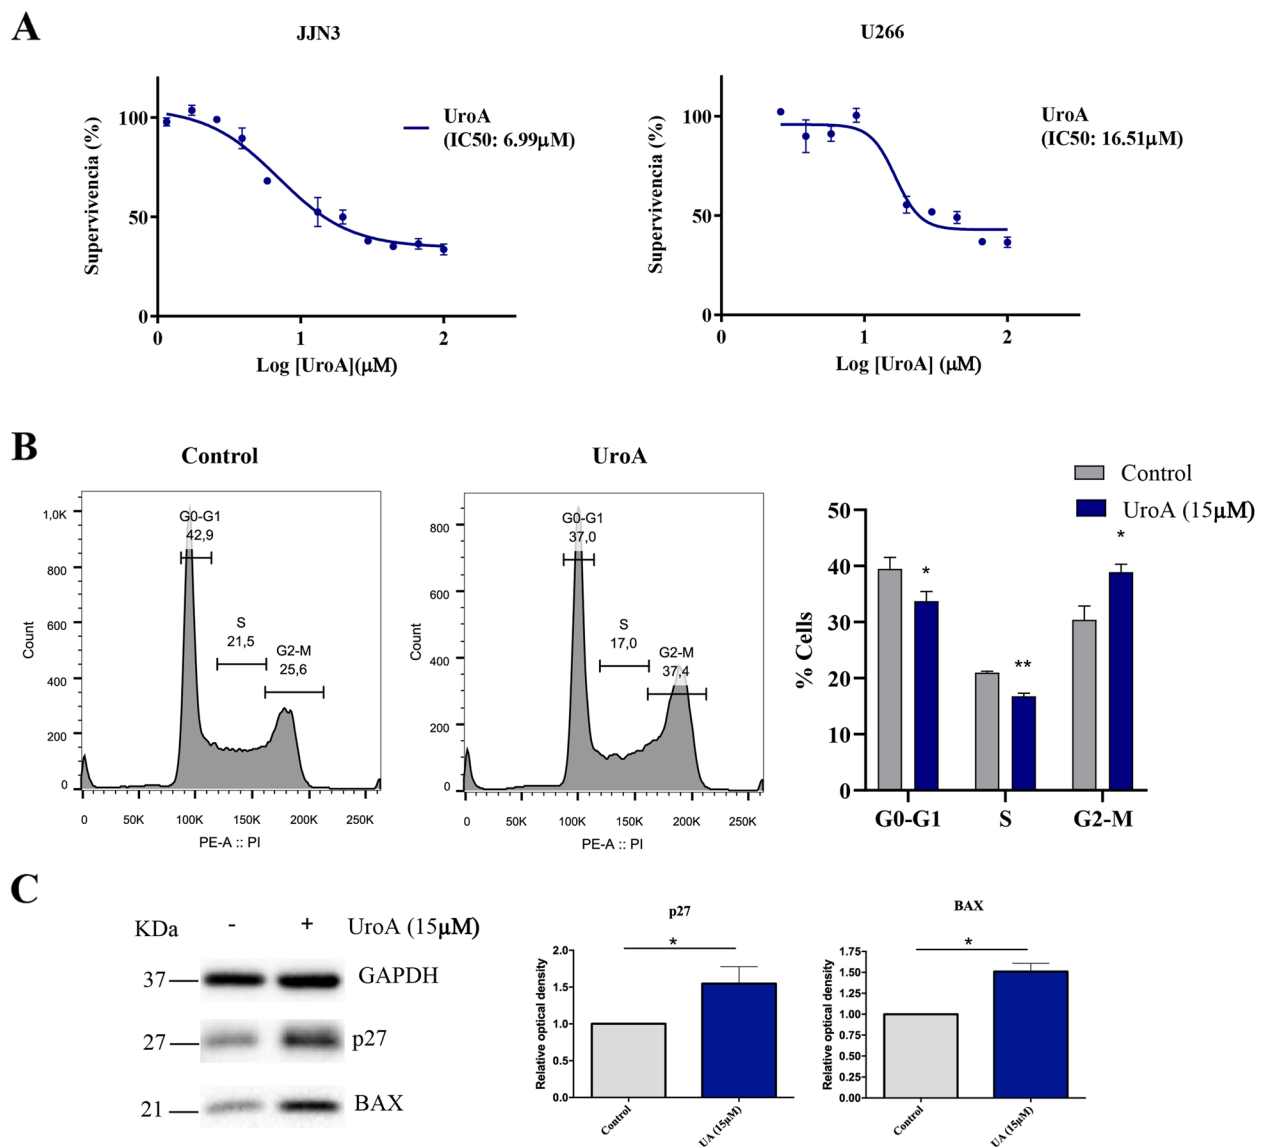 A
JJN3
U266
Supervivencia (%)
100
50
0
0
1
2
Log [UroA](μM)
UroA
(IC50: 6.99μM)
Supervivencia (%)
100
50
0
0
1
2
Log [UroA] (μM)
UroA
(IC50: 16.51μM)
B
Control
Count
1,0K
800
600
400
200
0
G0-G1
42,9
S
21,5
G2-M
25,6
0 50K 100K 150K 200K 250K
PE-A :: PI
UroA
Count
800
600
400
200
0
G0-G1
37,0
S
17,0
G2-M
37,4
0 50K 100K 150K 200K 250K
PE-A :: PI
Control
UroA (15μM)
% Cells
50
40
30
20
10
0
*
**
*
G0-G1 S G2-M
C
KDa - + UroA (15μM)
37 GAPDH
27 p27
21 BAX
p27
Relative optical density
2.0
1.5
1.0
0.5
0.0
*
Control
UA (15μM)
BAX
Relative optical density
1.75
1.50
1.25
1.00
0.75
0.50
0.25
0.00
*
Control
UA (15μM)